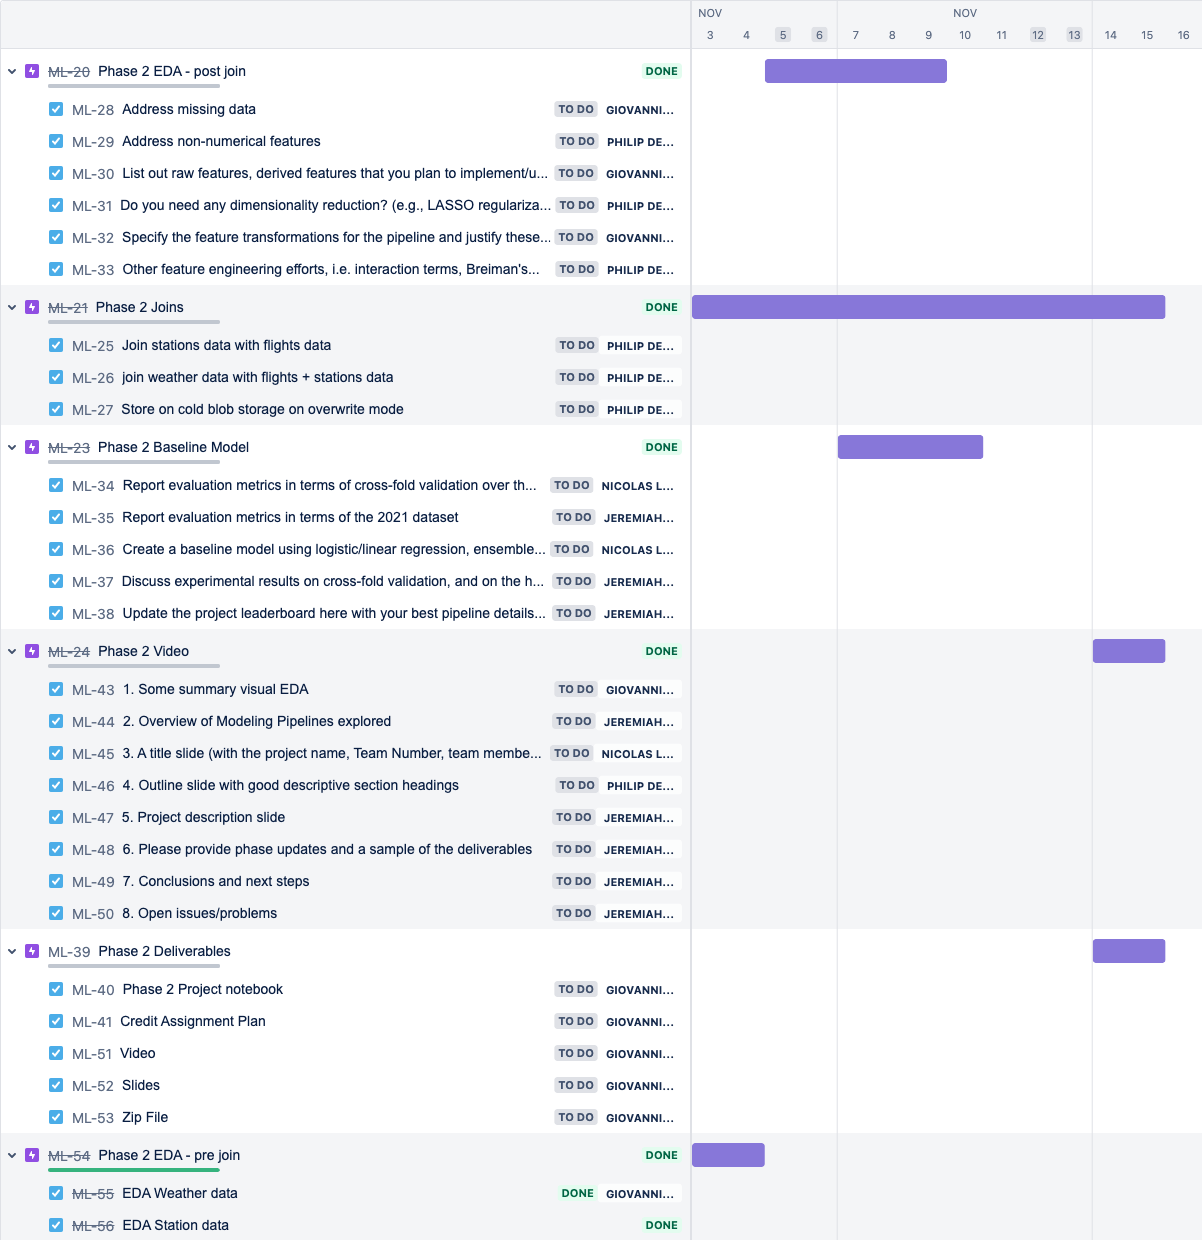 NOV NOV
3 4 5 6 7 8 9 10 11 12 13 14 15 16
ML-20 Phase 2 EDA - post join DONE
ML-28 Address missing data TO DO GIOVANNI...
ML-29 Address non-numerical features TO DO PHILIP DE...
ML-30 List out raw features, derived features that you plan to implement/u... TO DO GIOVANNI...
ML-31 Do you need any dimensionality reduction? (e.g., LASSO regulariza... TO DO PHILIP DE...
ML-32 Specify the feature transformations for the pipeline and justify these... TO DO GIOVANNI...
ML-33 Other feature engineering efforts, i.e. interaction terms, Breiman's... TO DO PHILIP DE...
ML-21 Phase 2 Joins DONE
ML-25 Join stations data with flights data TO DO PHILIP DE...
ML-26 join weather data with flights + stations data TO DO PHILIP DE...
ML-27 Store on cold blob storage on overwrite mode TO DO PHILIP DE...
ML-23 Phase 2 Baseline Model DONE
ML-34 Report evaluation metrics in terms of cross-fold validation over th... TO DO NICOLAS L...
ML-35 Report evaluation metrics in terms of the 2021 dataset TO DO JEREMIAH...
ML-36 Create a baseline model using logistic/linear regression, ensemble... TO DO NICOLAS L...
ML-37 Discuss experimental results on cross-fold validation, and on the h... TO DO JEREMIAH...
ML-38 Update the project leaderboard here with your best pipeline details... TO DO JEREMIAH...
ML-24 Phase 2 Video DONE
ML-43 1. Some summary visual EDA TO DO GIOVANNI...
ML-44 2. Overview of Modeling Pipelines explored TO DO JEREMIAH...
ML-45 3. A title slide (with the project name, Team Number, team membe... TO DO NICOLAS L...
ML-46 4. Outline slide with good descriptive section headings TO DO PHILIP DE...
ML-47 5. Project description slide TO DO JEREMIAH...
ML-48 6. Please provide phase updates and a sample of the deliverables TO DO JEREMIAH...
ML-49 7. Conclusions and next steps TO DO JEREMIAH...
ML-50 8. Open issues/problems TO DO JEREMIAH...
ML-39 Phase 2 Deliverables
ML-40 Phase 2 Project notebook TO DO GIOVANNI...
ML-41 Credit Assignment Plan TO DO GIOVANNI...
ML-51 Video TO DO GIOVANNI...
ML-52 Slides TO DO GIOVANNI...
ML-53 Zip File TO DO GIOVANNI...
ML-54 Phase 2 EDA - pre join DONE
ML-55 EDA Weather data DONE GIOVANNI...
ML-56 EDA Station data DONE